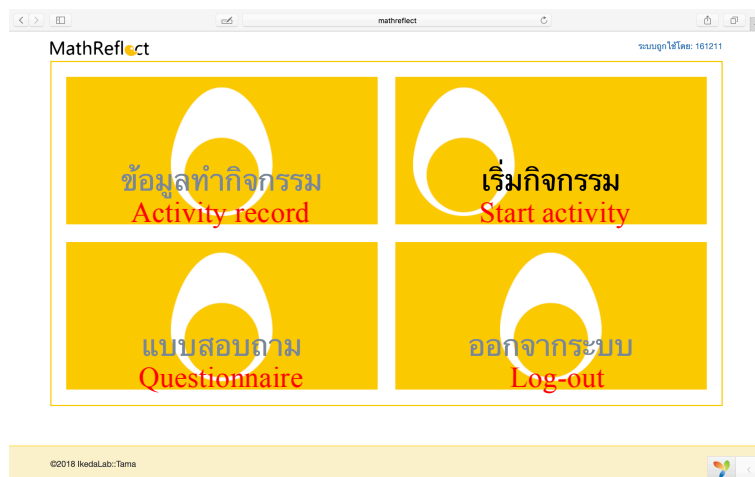 mathreflect
MathReflect
ระบบถูกใช้โดย: 161211
ข้อมูลทำกิจกรรม
Activity record
เริ่มกิจกรรม
Start activity
แบบสอบถาม
Questionnaire
ออกจากระบบ
Log-out
©2018 IkedaLab::Tama